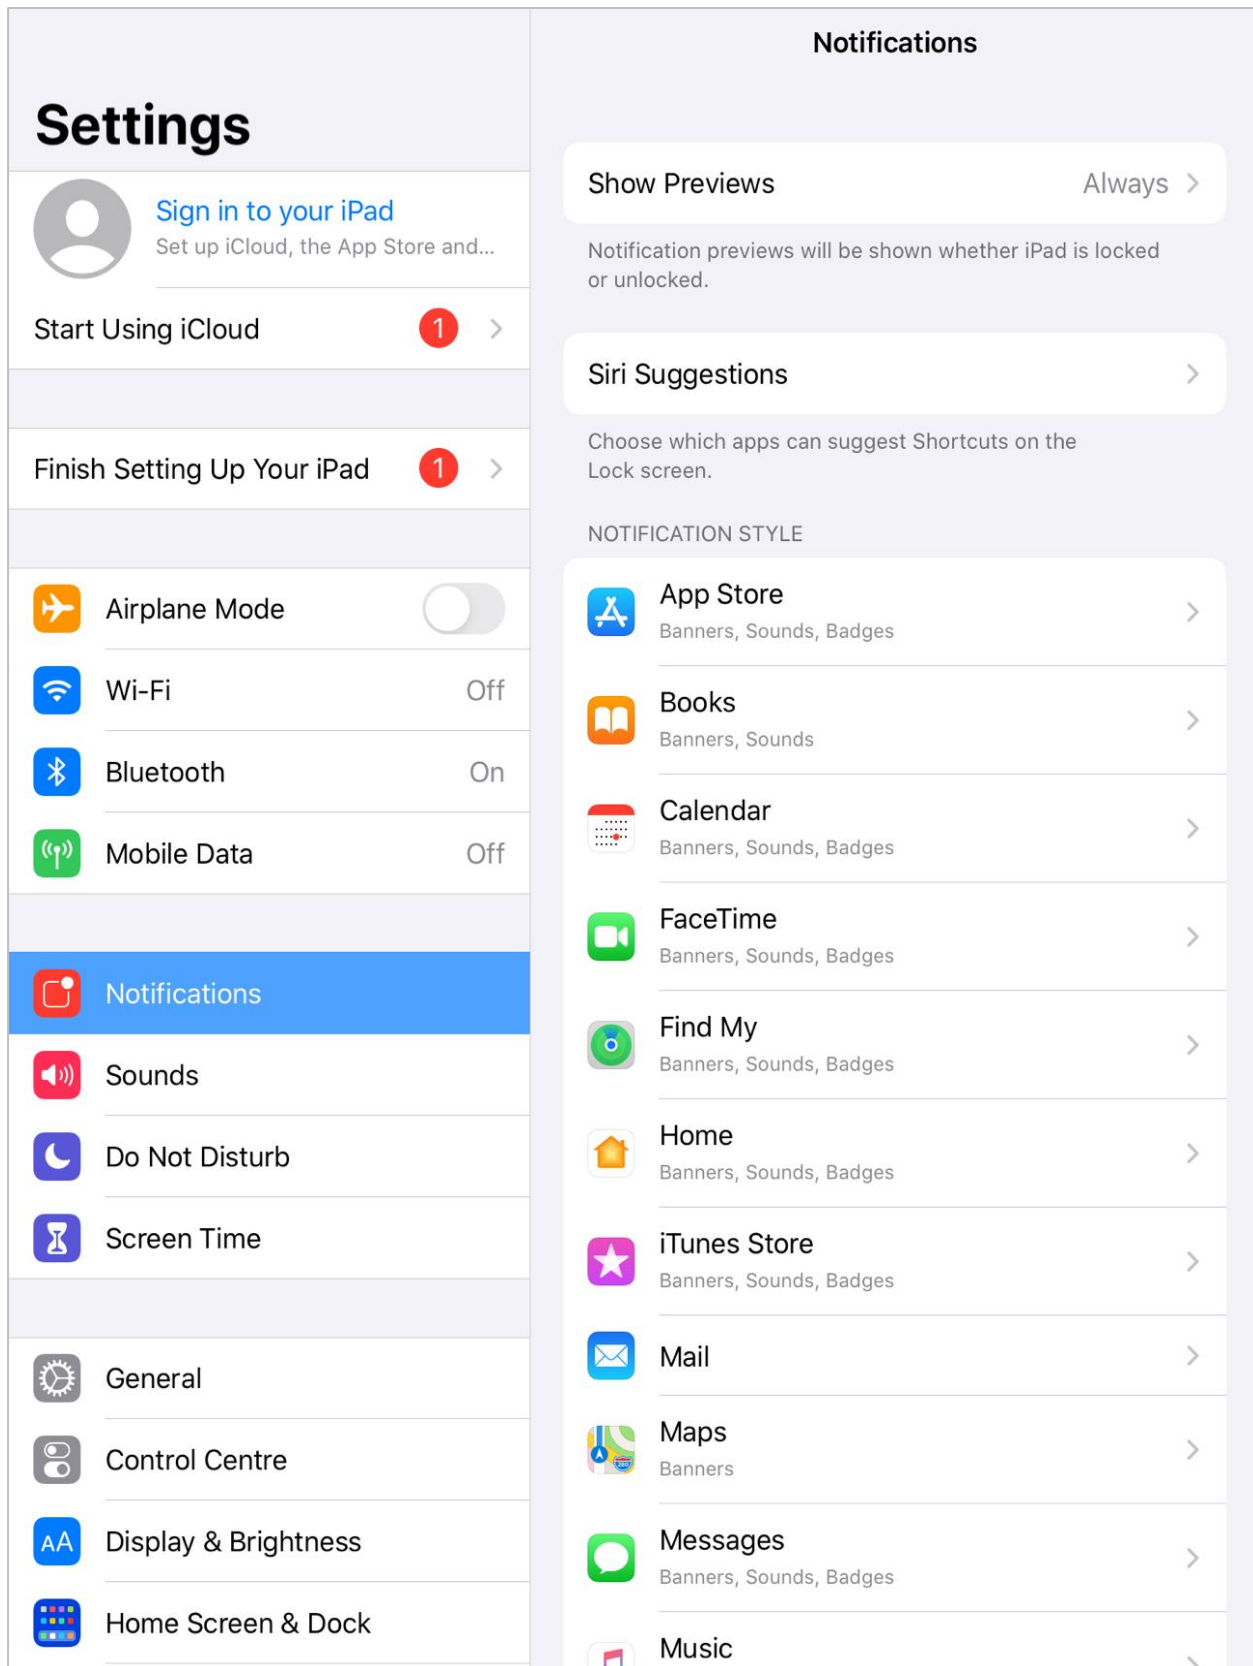 Settings
Sign in to your iPad
Set up iCloud, the App Store and...
Start Using iCloud 1
Finish Setting Up Your iPad 1
Airplane Mode
Wi-Fi Off
Bluetooth On
Mobile Data Off
Notifications
Sounds
Do Not Disturb
Screen Time
General
Control Centre
AA Display & Brightness
Home Screen & Dock
Notifications
Show Previews Always
Notification previews will be shown whether iPad is locked
or unlocked.
Siri Suggestions
Choose which apps can suggest Shortcuts on the
Lock screen.
NOTIFICATION STYLE
App Store
Banners, Sounds, Badges
Books
Banners, Sounds
Calendar
Banners, Sounds, Badges
FaceTime
Banners, Sounds, Badges
Find My
Banners, Sounds, Badges
Home
Banners, Sounds, Badges
iTunes Store
Banners, Sounds, Badges
Mail
Maps
280
Banners
Messages
Banners, Sounds, Badges
Music